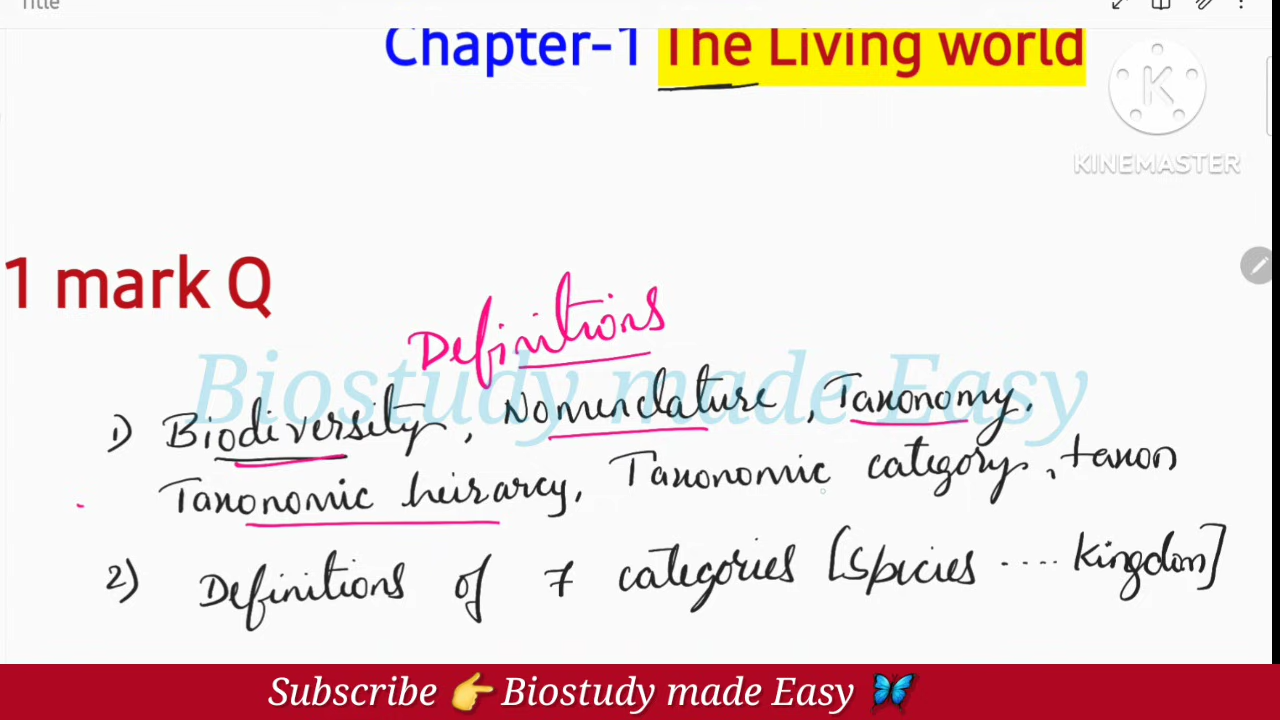 Title
Chapter-1 The Living world
KINEMASTER
1 mark Q
Definitions
Biostudy made Easy
1) Biodiversity, Nomenclature, Taxonomy,
Taxonomic heirarcy, Taxonomic category, taxon
2) Definitions of 7 categories [Species .... kingdom]
Subscribe 👉 Biostudy made Easy 🦋